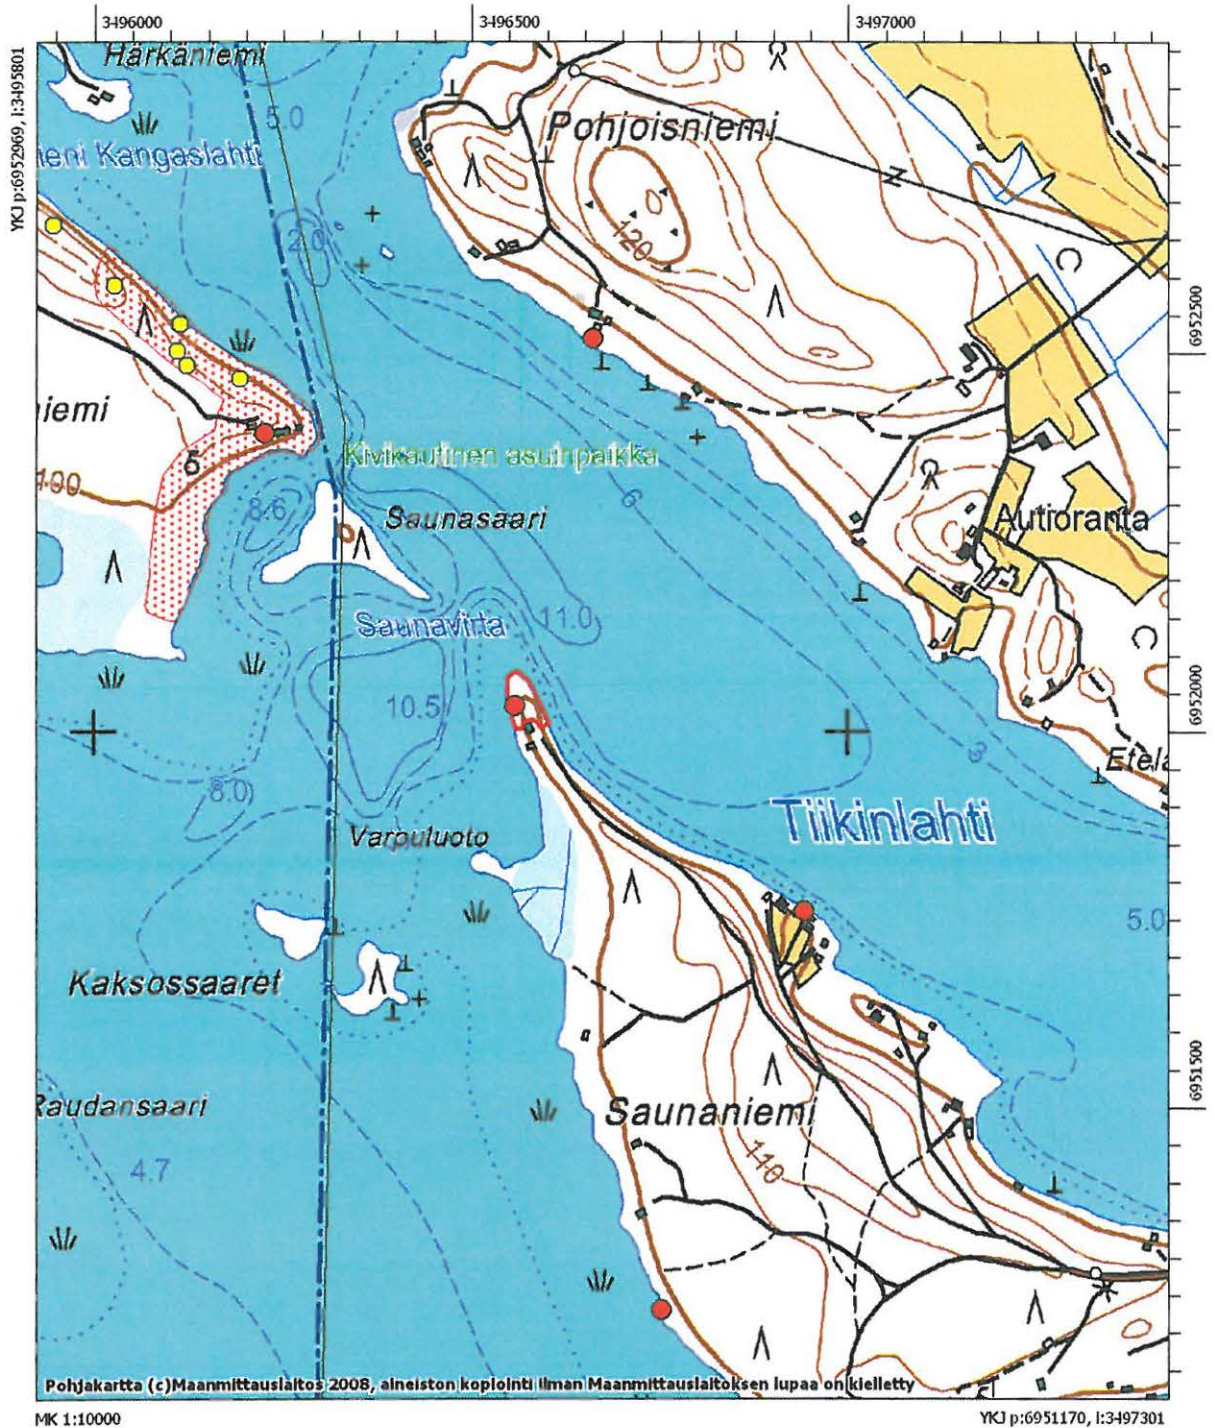 3496000
3496500
3497000
YKJ p:6952969, l:3495801
Härkäniemi
5.0
Pohjoisniemi
ieni Kangaslahti
2.0
120
6952500
niemi
Kivikautinen asuinpaikka
6
100
8.6
Saunasaari
Autioranta
Saunavirta
11.0
10.5
6952000
Etelä
3
8.0
Tiikinlahti
Varpuluoto
5.0
Kaksossaaret
6951500
Raudansaari
Saunaniemi
110
4.7
Pohjakartta (c)Maanmittauslaitos 2008, aineiston kopiointi ilman Maanmittauslaitoksen lupaa on kielletty
MK 1:10000
YKJ p:6951170, l:3497301